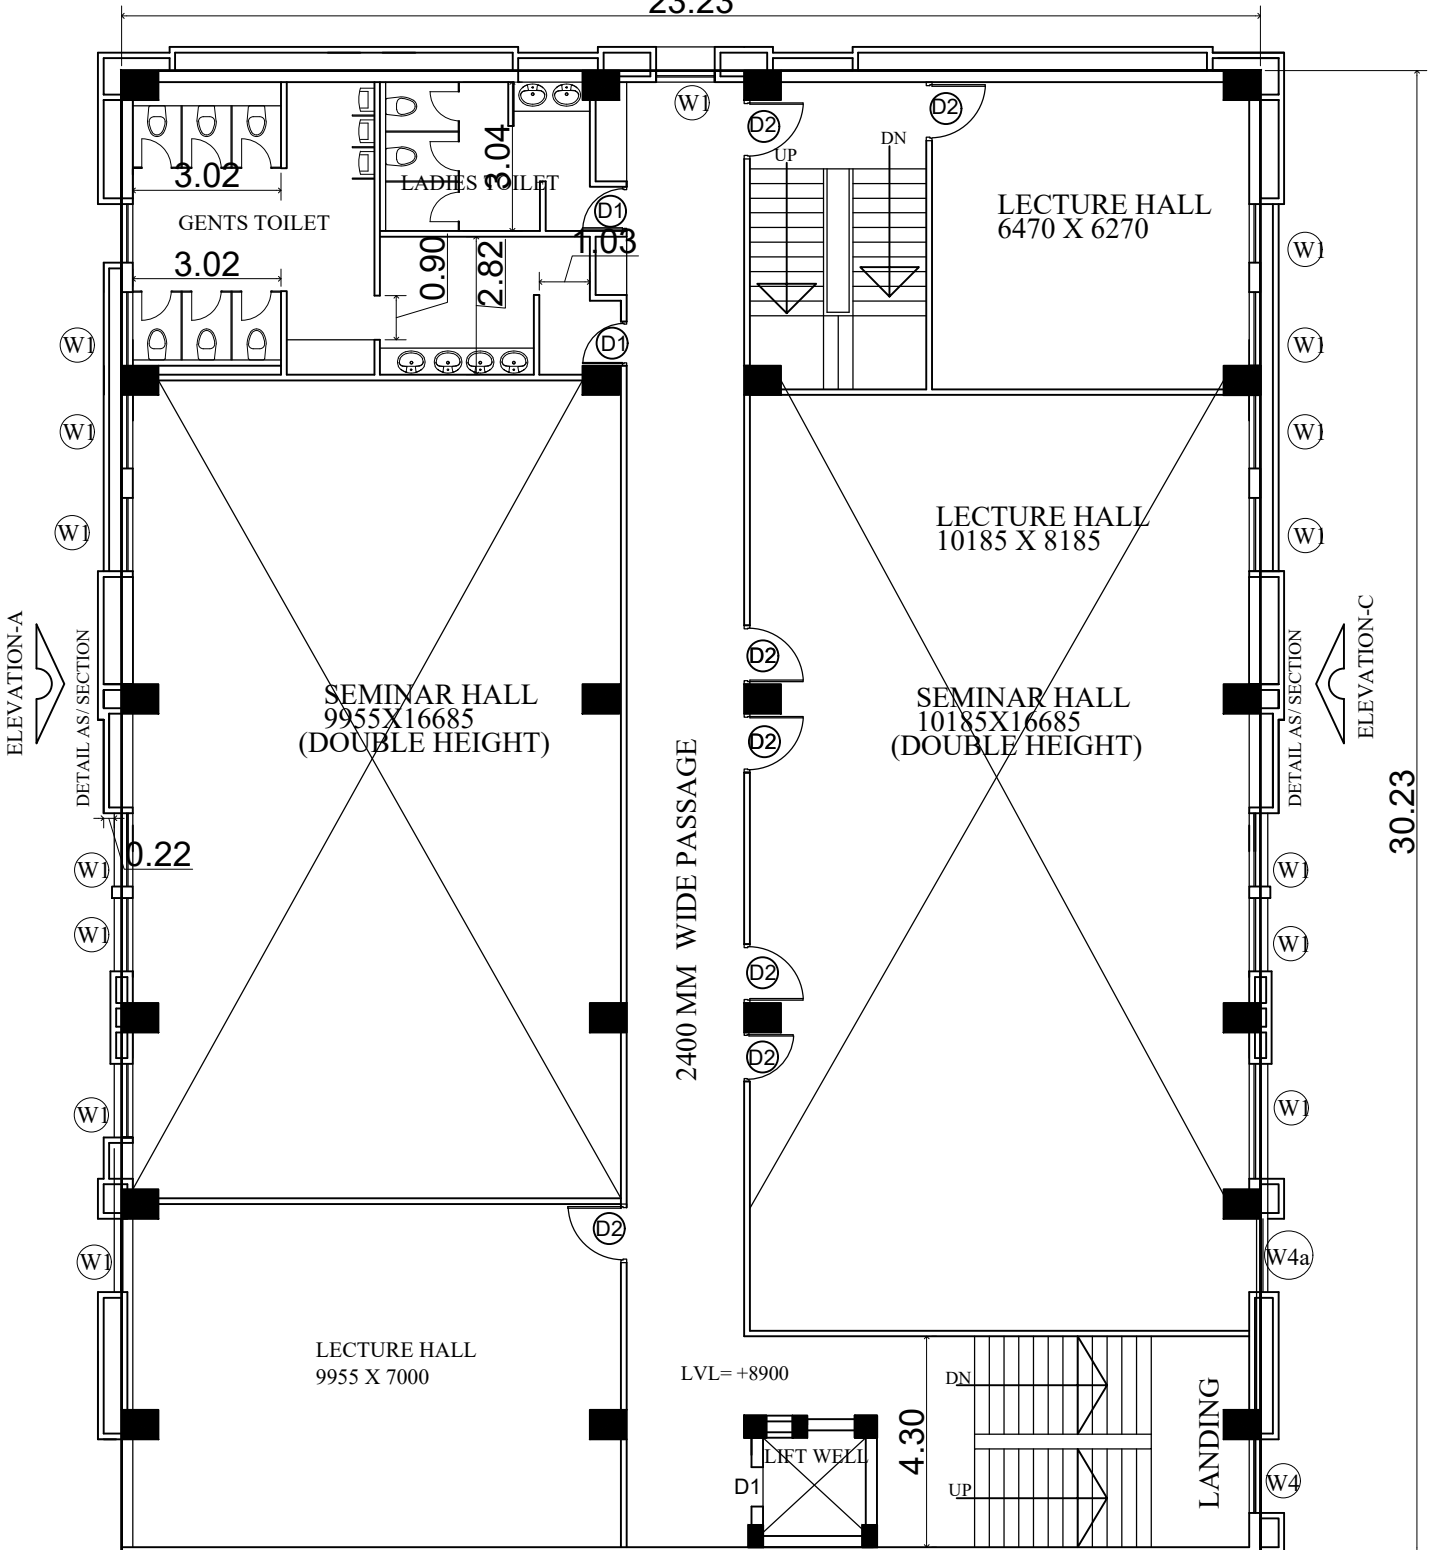 23.23
W1
D2
D2
UP
DN
3.04
3.02
LADIES TOILET
GENTS TOILET
D1
LECTURE HALL
6470 X 6270
W1
3.02
0.90
2.82
1.03
D1
W1
W1
W1
W1
W1
W1
LECTURE HALL
10185 X 8185
ELEVATION-A
DETAIL AS/ SECTION
D2
DETAIL AS/ SECTION
ELEVATION-C
SEMINAR HALL
9955X16685
(DOUBLE HEIGHT)
SEMINAR HALL
10185X16685
(DOUBLE HEIGHT)
D2
2400 MM WIDE PASSAGE
30.23
0.22
W1
W1
W1
W1
D2
D2
W1
W1
D2
W1
W4a
LECTURE HALL
9955 X 7000
LVL= +8900
DN
4.30
LANDING
LIFT WELL
D1
UP
W4